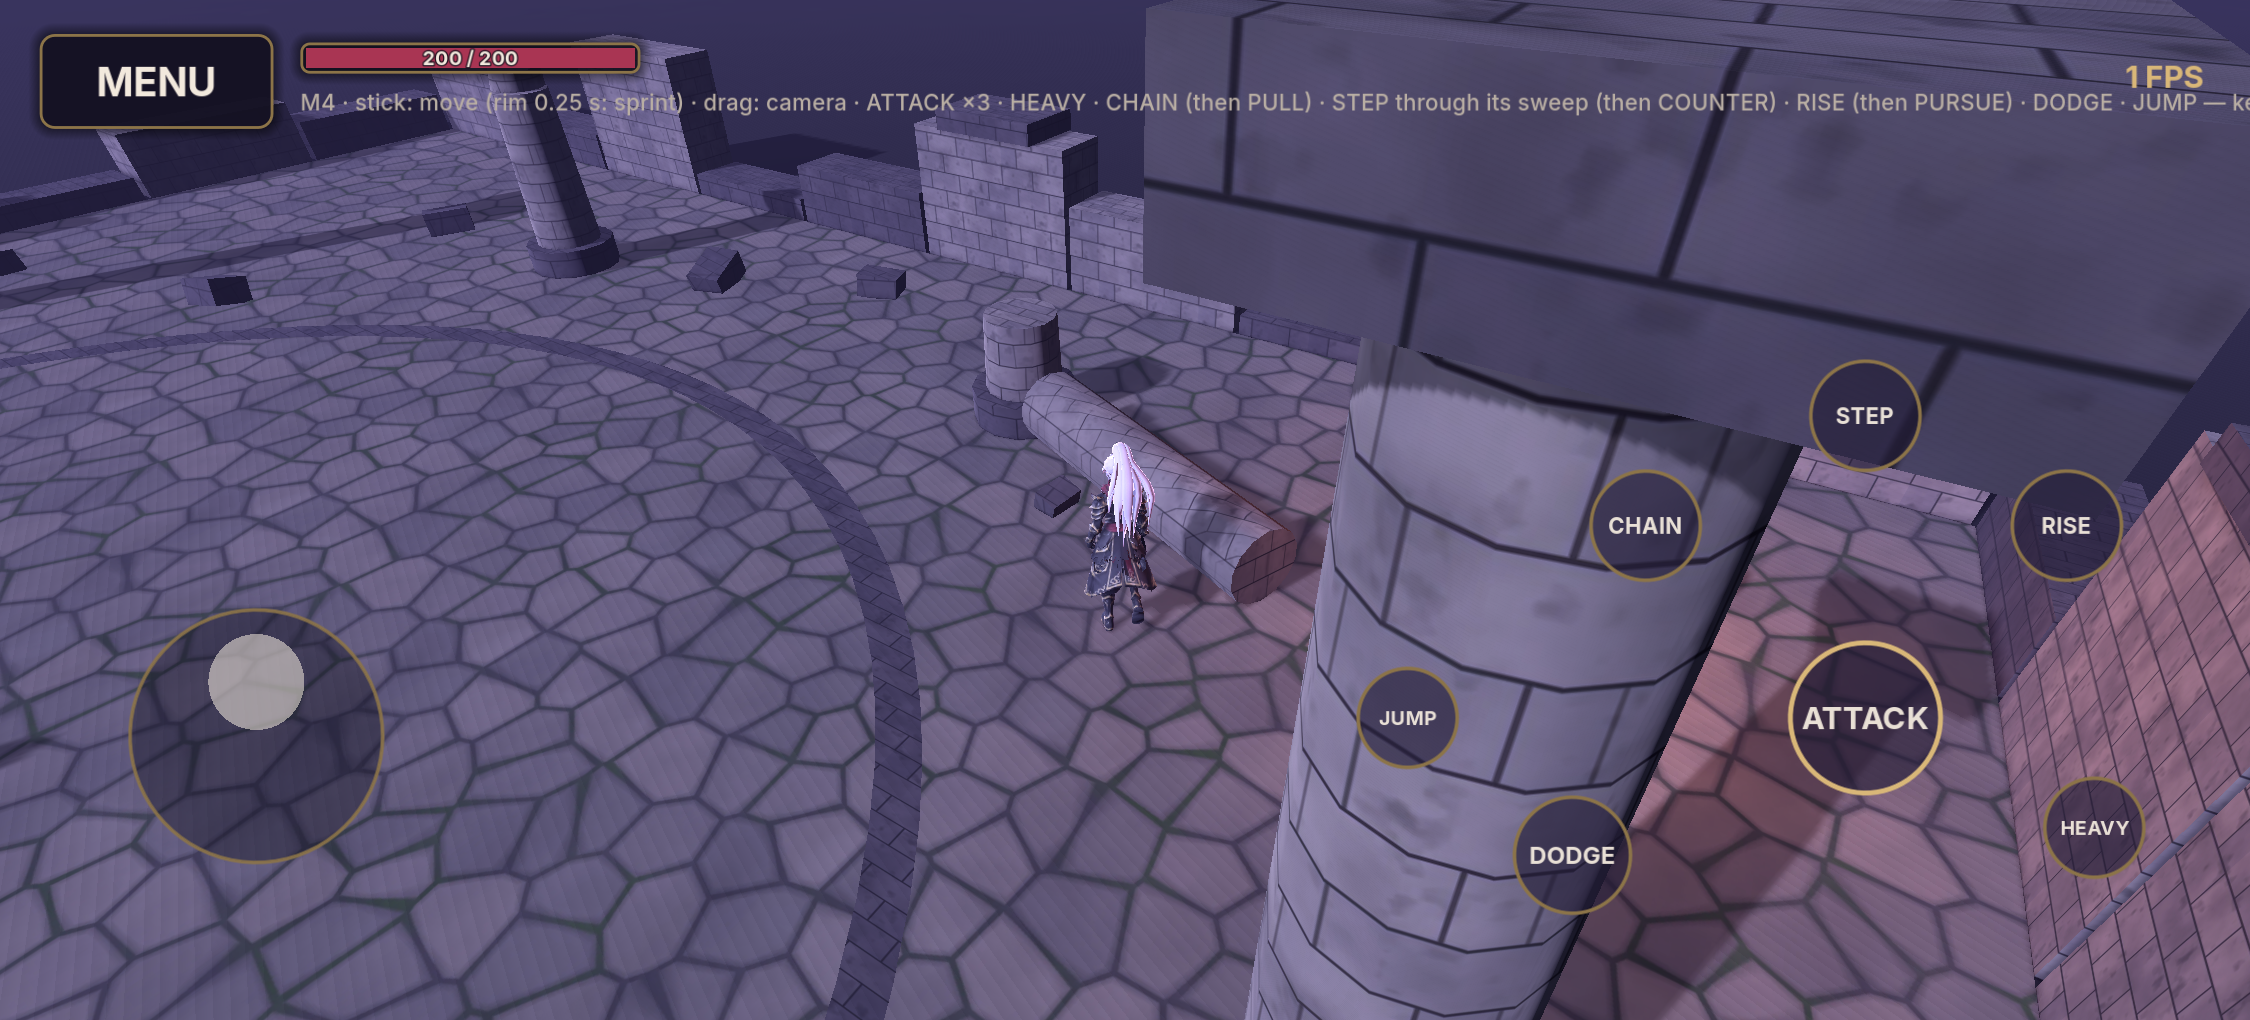 MENU
200 / 200
1 FPS
M4 · stick: move (rim 0.25 s: sprint) · drag: camera · ATTACK ×3 · HEAVY · CHAIN (then PULL) · STEP through its sweep (then COUNTER) · RISE (then PURSUE) · DODGE · JUMP —
STEP
CHAIN
RISE
JUMP
ATTACK
DODGE
HEAVY